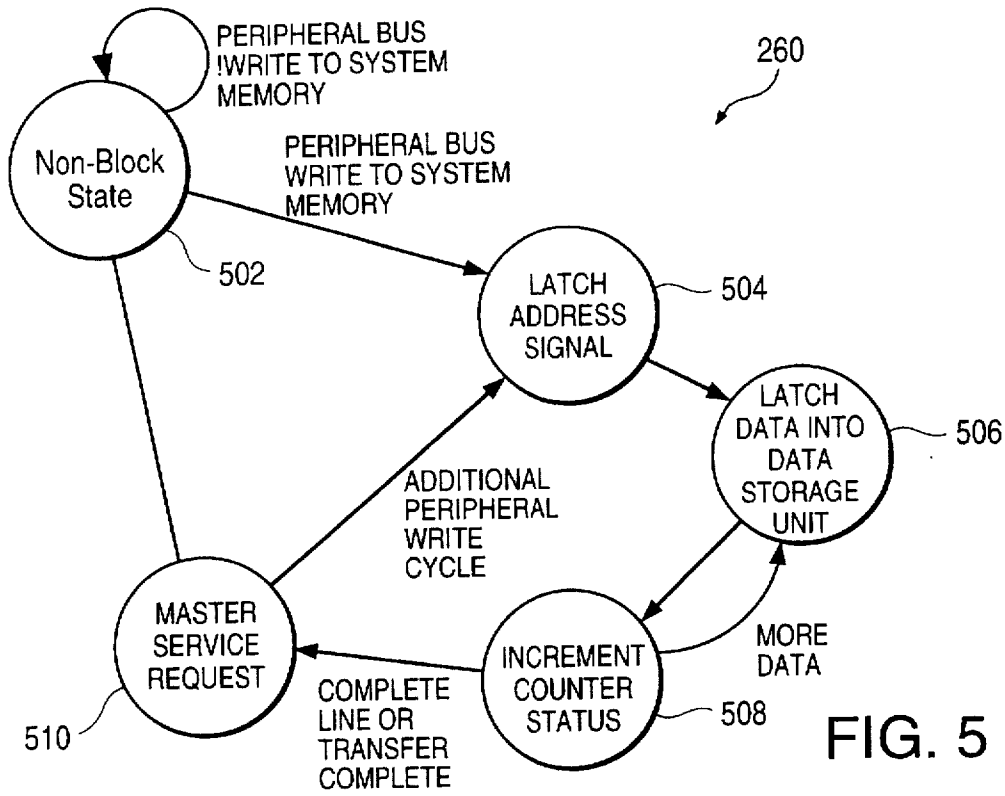 PERIPHERAL BUS
!WRITE TO SYSTEM
MEMORY
260
Non-Block
State
502
PERIPHERAL BUS
WRITE TO SYSTEM
MEMORY
LATCH
ADDRESS
SIGNAL
504
LATCH
DATA INTO
DATA
STORAGE
UNIT
506
ADDITIONAL
PERIPHERAL
WRITE
CYCLE
MASTER
SERVICE
REQUEST
510
COMPLETE
LINE OR
TRANSFER
COMPLETE
INCREMENT
COUNTER
STATUS
508
MORE
DATA
FIG. 5